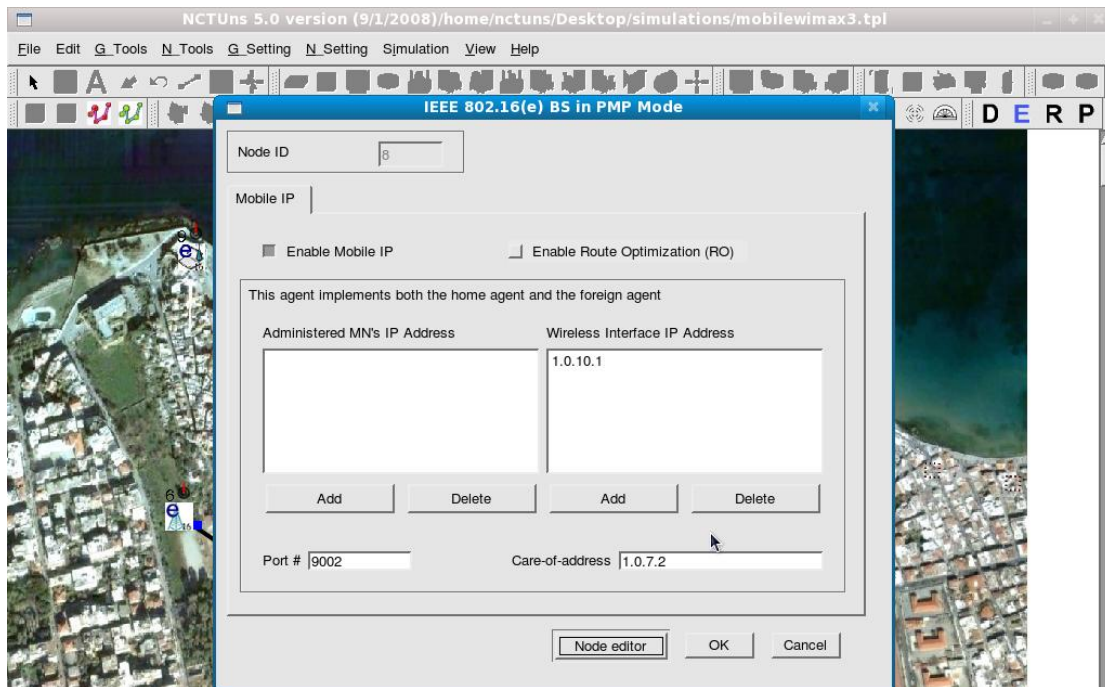 NCTUns 5.0 version (9/1/2008)/home/nctuns/Desktop/simulations/mobilewimax3.tpl
File Edit G_Tools N_Tools G_Setting N_Setting Simulation View Help
A
IEEE 802.16(e) BS in PMP Mode
D E R P
Node ID 8
Mobile IP
9
e
Enable Mobile IP Enable Route Optimization (RO)
This agent implements both the home agent and the foreign agent
Administered MN's IP Address Wireless Interface IP Address
1.0.10.1
6
e
16
Add Delete Add Delete
Port # 9002 Care-of-address 1.0.7.2
Node editor OK Cancel